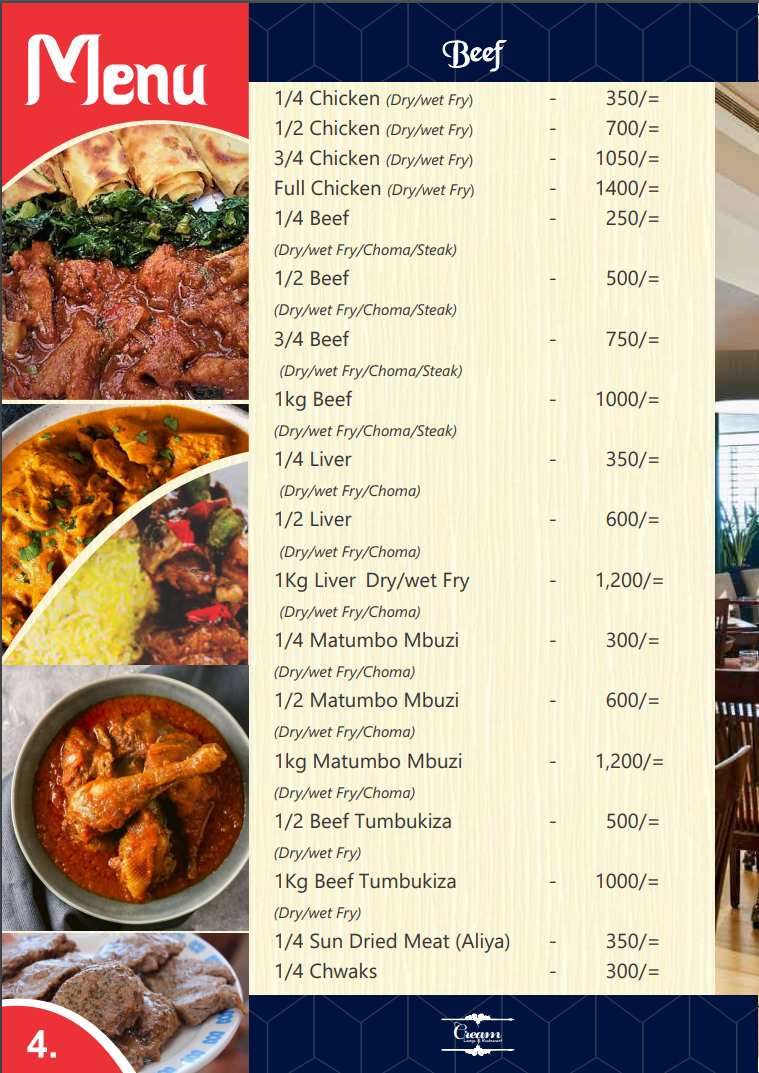 Menu
Beef
1/4 Chicken (Dry/wet Fry) - 350/=
1/2 Chicken (Dry/wet Fry) - 700/=
3/4 Chicken (Dry/wet Fry) - 1050/=
Full Chicken (Dry/wet Fry) - 1400/=
1/4 Beef - 250/=
(Dry/wet Fry/Choma/Steak)
1/2 Beef - 500/=
(Dry/wet Fry/Choma/Steak)
3/4 Beef - 750/=
(Dry/wet Fry/Choma/Steak)
1kg Beef - 1000/=
(Dry/wet Fry/Choma/Steak)
1/4 Liver - 350/=
(Dry/wet Fry/Choma)
1/2 Liver - 600/=
(Dry/wet Fry/Choma)
1Kg Liver Dry/wet Fry - 1,200/=
(Dry/wet Fry/Choma)
1/4 Matumbo Mbuzi - 300/=
(Dry/wet Fry/Choma)
1/2 Matumbo Mbuzi - 600/=
(Dry/wet Fry/Choma)
1kg Matumbo Mbuzi - 1,200/=
(Dry/wet Fry/Choma)
1/2 Beef Tumbukiza - 500/=
(Dry/wet Fry)
1Kg Beef Tumbukiza - 1000/=
(Dry/wet Fry)
1/4 Sun Dried Meat (Aliya) - 350/=
1/4 Chwaks - 300/=
4.
Cream